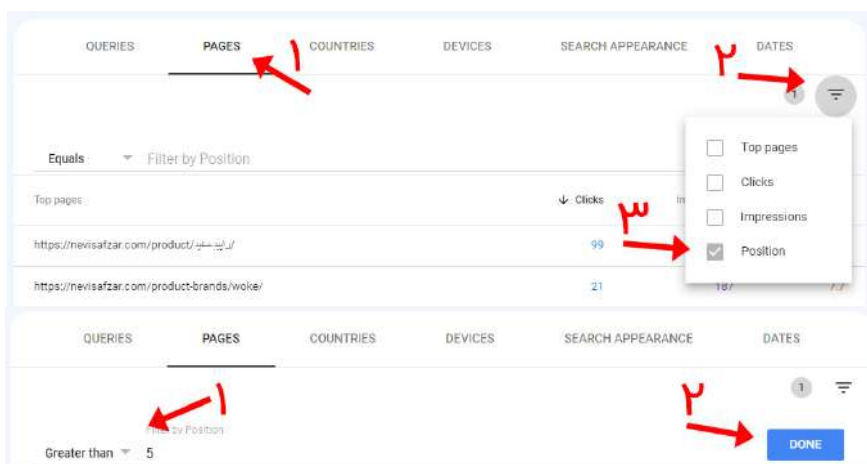 QUERIES PAGES ۱ COUNTRIES DEVICES SEARCH APPEARANCE ۲ DATES
1
Equals Filter by Position
Top pages
Clicks
Impressions
Position
Top pages Clicks ۳
https://nevisafzar.com/product/ 99
https://nevisafzar.com/product-brands/woke/ 21 187 7.7
QUERIES PAGES COUNTRIES DEVICES SEARCH APPEARANCE DATES
۱ ۲ 1
Filter by Position
Greater than 5 DONE